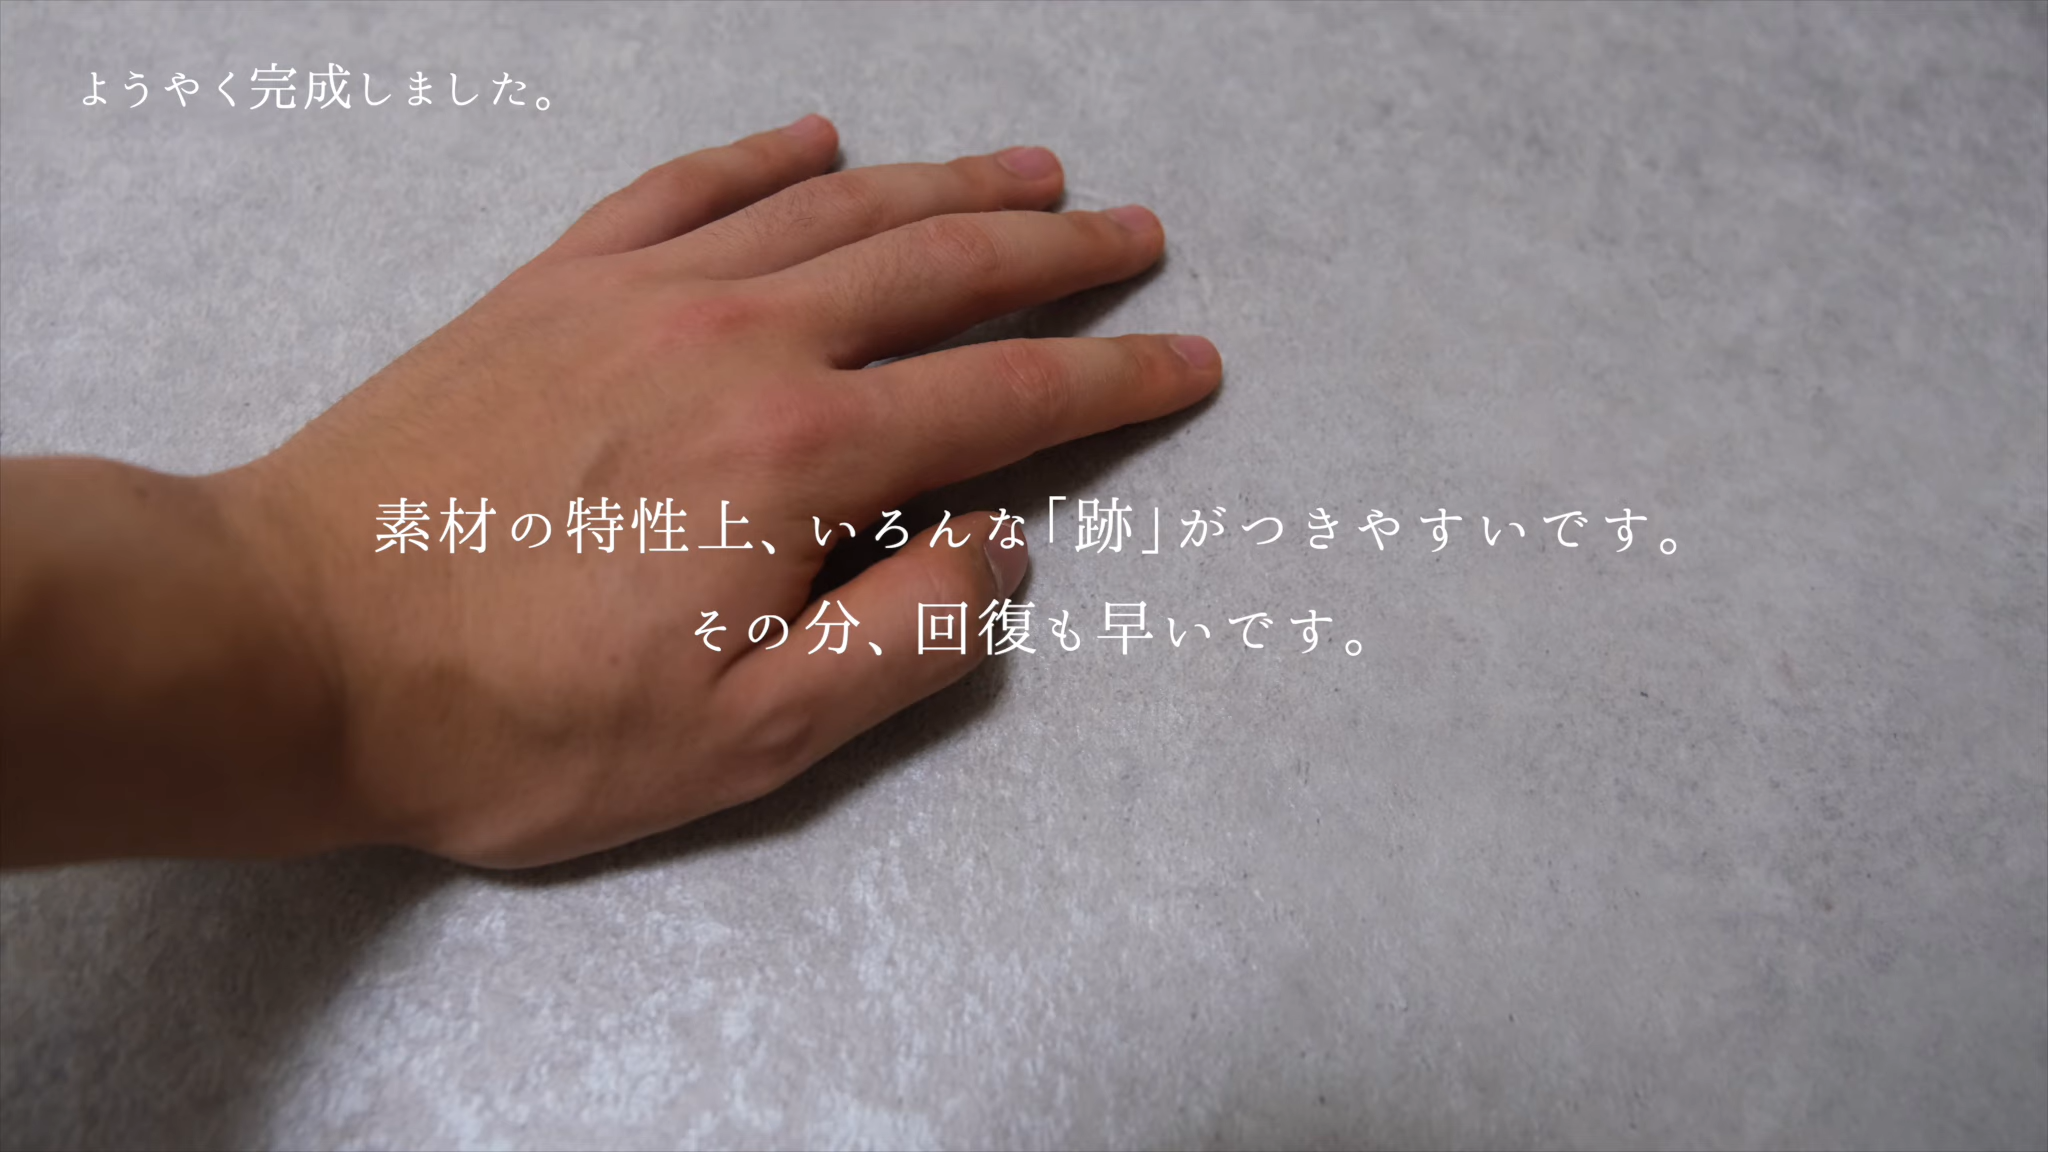 ようやく完成しました。
素材の特性上、いろんな「跡」がつきやすいです。
その分、回復も早いです。